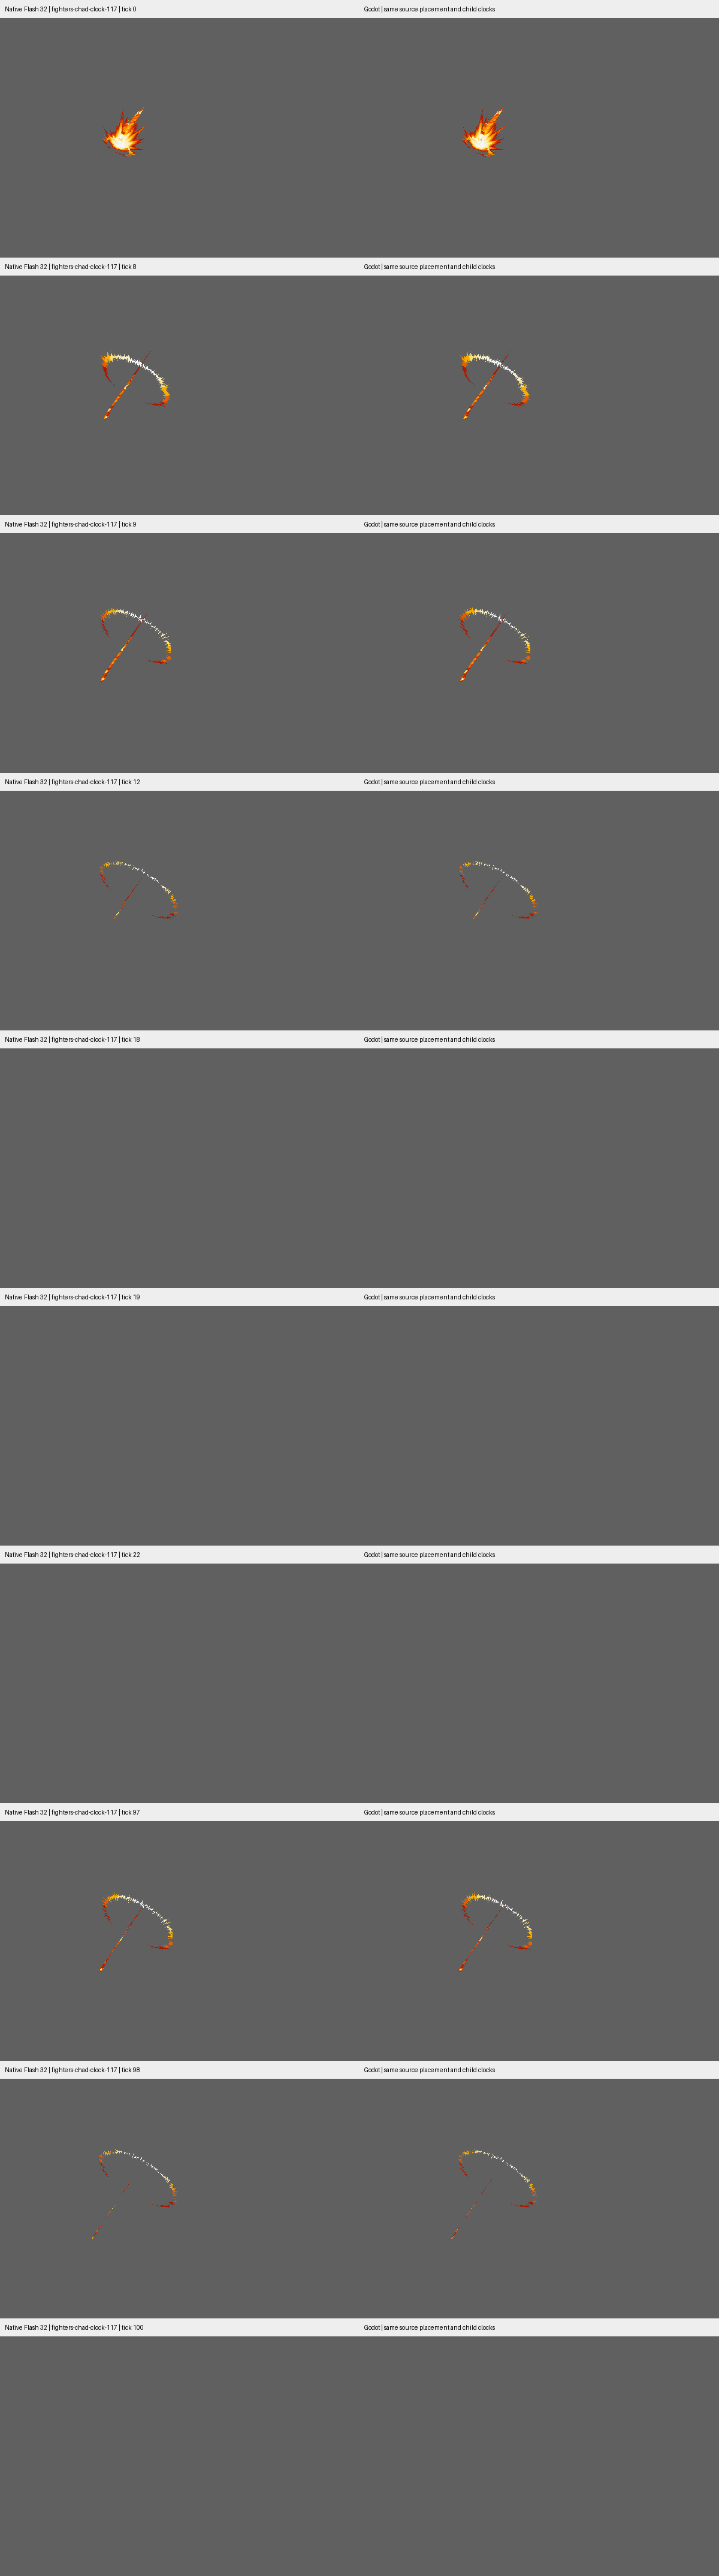 Native Flash 32 | fighters-chad-clock-117 | tick 0
Godot | same source placement and child clocks
Native Flash 32 | fighters-chad-clock-117 | tick 8
Godot | same source placement and child clocks
Native Flash 32 | fighters-chad-clock-117 | tick 9
Godot | same source placement and child clocks
Native Flash 32 | fighters-chad-clock-117 | tick 12
Godot | same source placement and child clocks
Native Flash 32 | fighters-chad-clock-117 | tick 18
Godot | same source placement and child clocks
Native Flash 32 | fighters-chad-clock-117 | tick 19
Godot | same source placement and child clocks
Native Flash 32 | fighters-chad-clock-117 | tick 22
Godot | same source placement and child clocks
Native Flash 32 | fighters-chad-clock-117 | tick 97
Godot | same source placement and child clocks
Native Flash 32 | fighters-chad-clock-117 | tick 98
Godot | same source placement and child clocks
Native Flash 32 | fighters-chad-clock-117 | tick 100
Godot | same source placement and child clocks